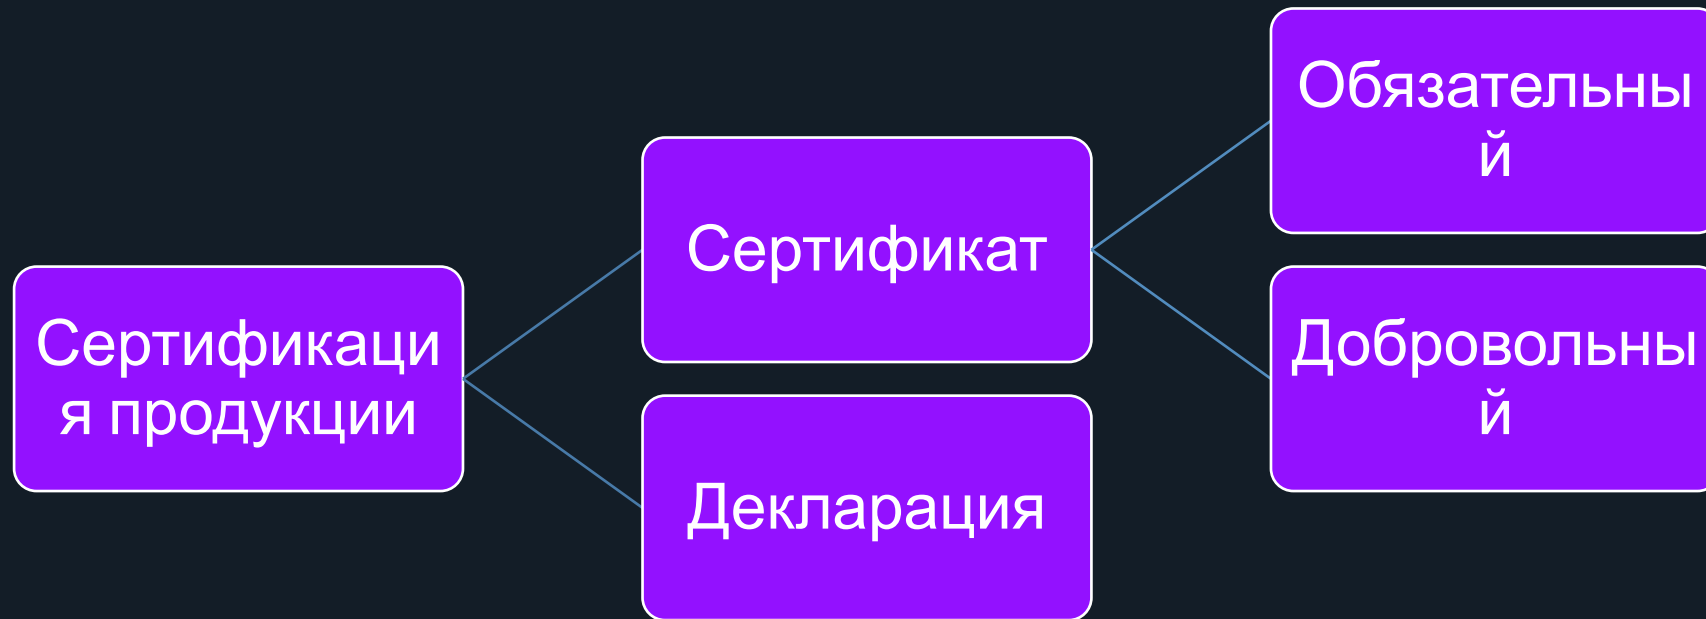 Сертификаци
я продукции
Сертификат
Декларация
Обязательны
й
Добровольны
й